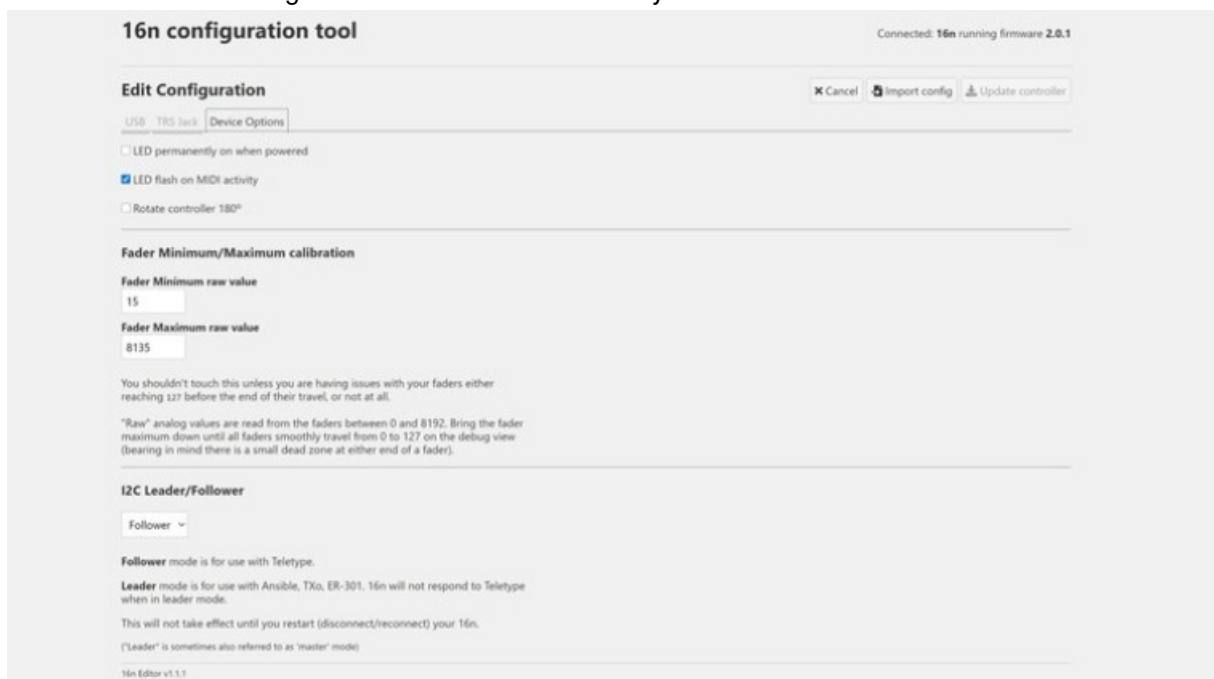 16n configuration tool
Connected: 16n running firmware 2.0.1
Edit Configuration
Cancel Import config Update controller
USB TRS Jack Device Options
LED permanently on when powered
LED flash on MIDI activity
Rotate controller 180º
Fader Minimum/Maximum calibration
Fader Minimum raw value
15
Fader Maximum raw value
8135
You shouldn't touch this unless you are having issues with your faders either
reaching 127 before the end of their travel, or not at all.
"Raw" analog values are read from the faders between 0 and 8192. Bring the fader
maximum down until all faders smoothly travel from 0 to 127 on the debug view
(bearing in mind there is a small dead zone at either end of a fader).
I2C Leader/Follower
Follower
Follower mode is for use with Teletype.
Leader mode is for use with Ansible, TXo, ER-301. 16n will not respond to Teletype
when in leader mode.
This will not take effect until you restart (disconnect/reconnect) your 16n.
("Leader" is sometimes also referred to as 'master' mode)
16n Editor v1.1.1